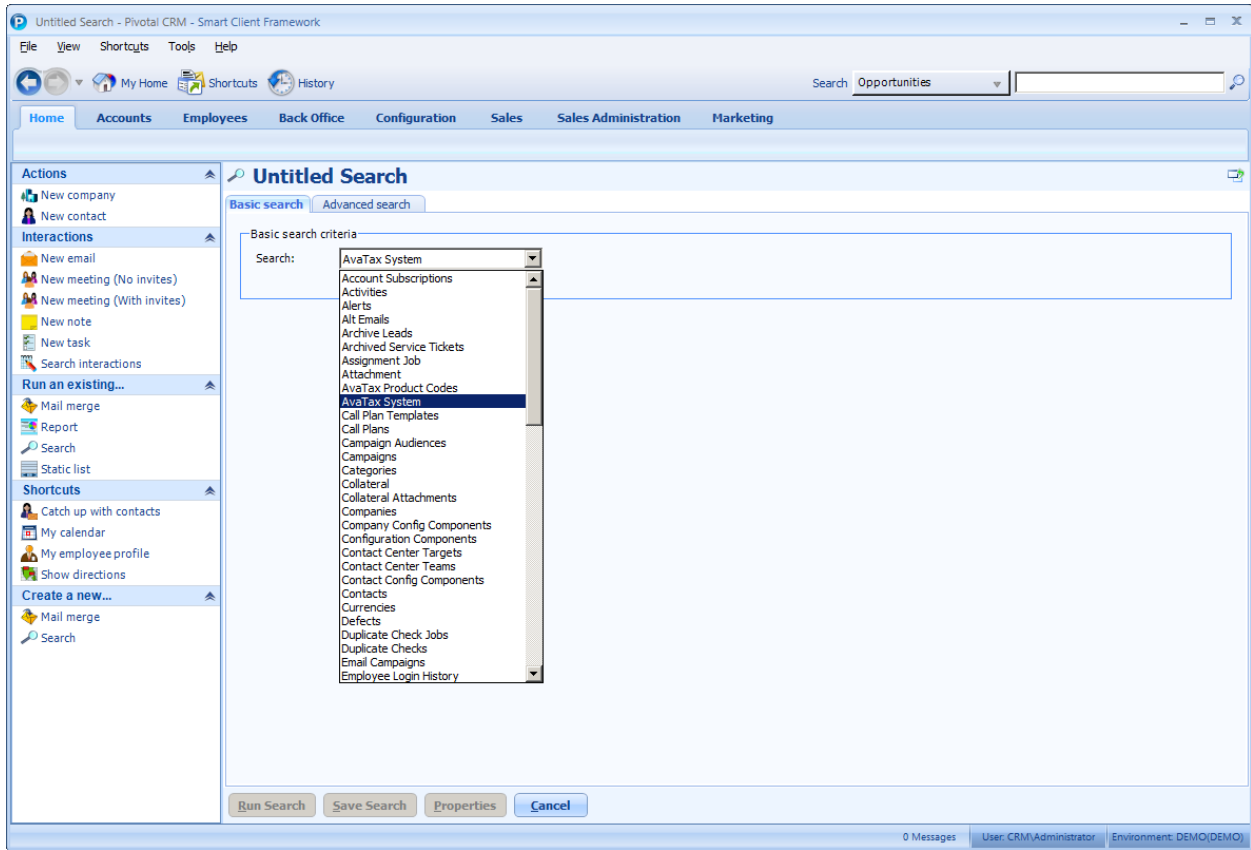 Untitled Search - Pivotal CRM - Smart Client Framework
File View Shortcuts Tools Help
My Home Shortcuts History Search Opportunities
Home Accounts Employees Back Office Configuration Sales Sales Administration Marketing
Actions
New company
New contact
Interactions
New email
New meeting (No invites)
New meeting (With invites)
New note
New task
Search interactions
Run an existing...
Mail merge
Report
Search
Static list
Shortcuts
Catch up with contacts
My calendar
My employee profile
Show directions
Create a new...
Mail merge
Search
Untitled Search
Basic search Advanced search
Basic search criteria
Search: AvaTax System
Account Subscriptions
Activities
Alerts
Alt Emails
Archive Leads
Archived Service Tickets
Assignment Job
Attachment
AvaTax Product Codes
AvaTax System
Call Plan Templates
Call Plans
Campaign Audiences
Campaigns
Categories
Collateral
Collateral Attachments
Companies
Company Config Components
Configuration Components
Contact Center Targets
Contact Center Teams
Contact Config Components
Contacts
Currencies
Defects
Duplicate Check Jobs
Duplicate Checks
Email Campaigns
Employee Login History
Run Search Save Search Properties Cancel
0 Messages User: CRM\Administrator Environment: DEMO(DEMO)